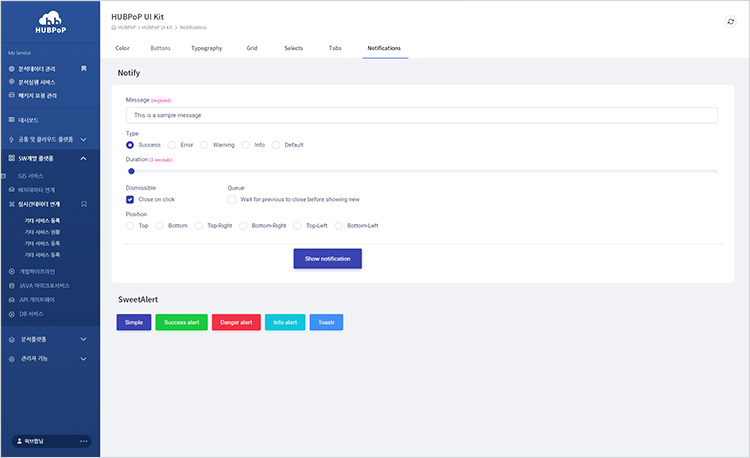 HUBPoP
My Service
분석데이터 관리
분석실행 서비스
패키지 요청 관리
대시보드
공통 및 클라우드 플랫폼
SW개발 플랫폼
GIS 서비스
배치데이터 연계
실시간데이터 연계
기타 서비스 등록
기타 서비스 현황
기타 서비스 등록
기타 서비스 등록
개발파이프라인
JAVA 마이크로서비스
API 게이트웨이
DB 서비스
분석플랫폼
관리자 기능
허브팝님
HUBPoP UI Kit
HUBPoP > HUBPoP UI Kit > Notifications
Color Buttons Typography Grid Selects Tabs Notifications
Notify
Message (required)
This is a sample message
Type
Success Error Warning Info Default
Duration (3 seconds)
Dismissible Queue
Close on click Wait for previous to close before showing new
Position
Top Bottom Top-Right Bottom-Right Top-Left Bottom-Left
Show notification
SweetAlert
Simple Success alert Danger alert Info alert Toastr